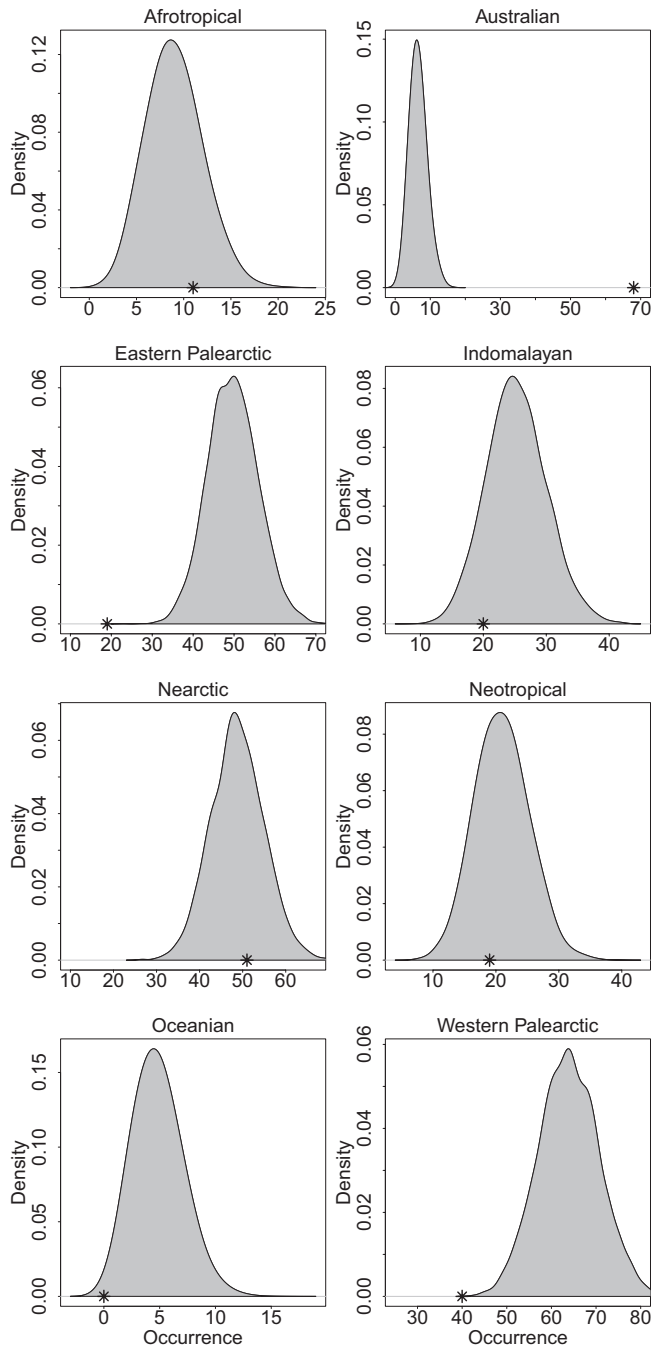 Afrotropical
Density
0.00 0.04 0.08 0.12
0 5 10 15 20 25
Australian
Density
0.00 0.05 0.10 0.15
0 10 30 50 70
Eastern Palearctic
Density
0.00 0.02 0.04 0.06
10 20 30 40 50 60 70
Indomalayan
Density
0.00 0.02 0.04 0.06 0.08
10 20 30 40
Nearctic
Density
0.00 0.02 0.04 0.06
10 20 30 40 50 60
Neotropical
Density
0.00 0.02 0.04 0.06 0.08
10 20 30 40
Oceanian
Density
0.00 0.05 0.10 0.15
0 5 10 15
Occurrence
Western Palearctic
Density
0.00 0.02 0.04 0.06
30 40 50 60 70 80
Occurrence